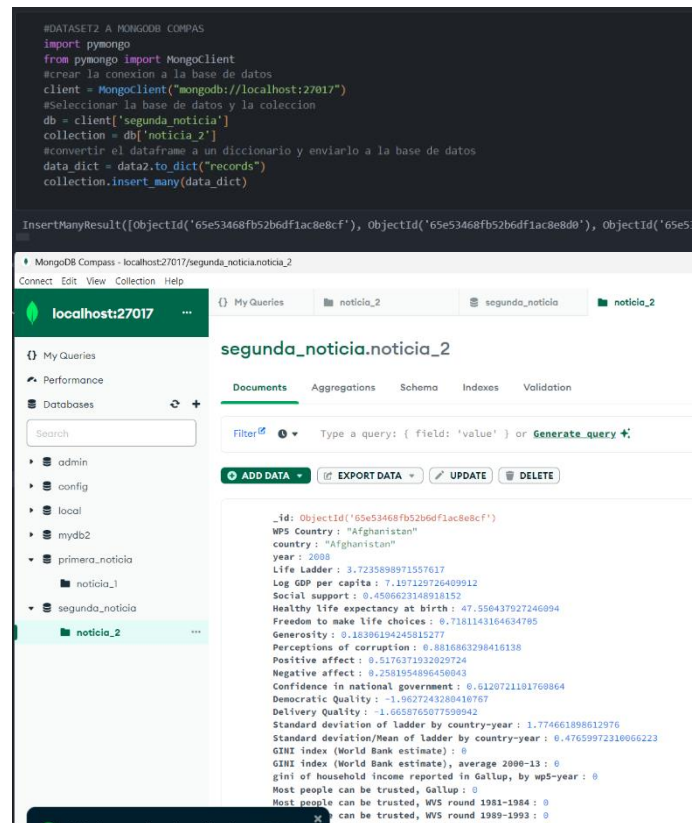 #DATASET2 A MONGODB COMPAS
import pymongo
from pymongo import MongoClient
#crear la conexion a la base de datos
client = MongoClient("mongodb://localhost:27017")
#Seleccionar la base de datos y la coleccion
db = client['segunda_noticia']
collection = db['noticia_2']
#convertir el dataframe a un diccionario y enviarlo a la base de datos
data_dict = data2.to_dict("records")
collection.insert_many(data_dict)
InsertManyResult([ObjectId('65e53468fb52b6df1ac8e8cf'), ObjectId('65e53468fb52b6df1ac8e8d0'), ObjectId('65e53
MongoDB Compass - localhost:27017/segunda_noticia.noticia_2
Connect Edit View Collection Help
localhost:27017 ...
{} My Queries
noticia_2
segunda_noticia
noticia_2
{} My Queries
Performance
Databases
Search
admin
config
local
mydb2
primera_noticia
noticia_1
segunda_noticia
noticia_2 ...
segunda_noticia.noticia_2
Documents Aggregations Schema Indexes Validation
Filter Type a query: { field: 'value' } or Generate query
ADD DATA EXPORT DATA UPDATE DELETE
_id: ObjectId('65e53468fb52b6df1ac8e8cf')
WP5 Country : "Afghanistan"
country : "Afghanistan"
year : 2008
Life Ladder : 3.7235898971557617
Log GDP per capita : 7.197129726409912
Social support : 0.4506623148918152
Healthy life expectancy at birth : 47.550437927246094
Freedom to make life choices : 0.7181143164634705
Generosity : 0.18306194245815277
Perceptions of corruption : 0.8816863298416138
Positive affect : 0.5176371932029724
Negative affect : 0.2581954896450043
Confidence in national government : 0.6120721101760864
Democratic Quality : -1.9627243280410767
Delivery Quality : -1.6658765077590942
Standard deviation of ladder by country-year : 1.774661898612976
Standard deviation/Mean of ladder by country-year : 0.47659972310066223
GINI index (World Bank estimate) : 0
GINI index (World Bank estimate), average 2000-13 : 0
gini of household income reported in Gallup, by wp5-year : 0
Most people can be trusted, Gallup : 0
Most people can be trusted, WVS round 1981-1984 : 0
Most can be trusted, WVS round 1989-1993 : 0